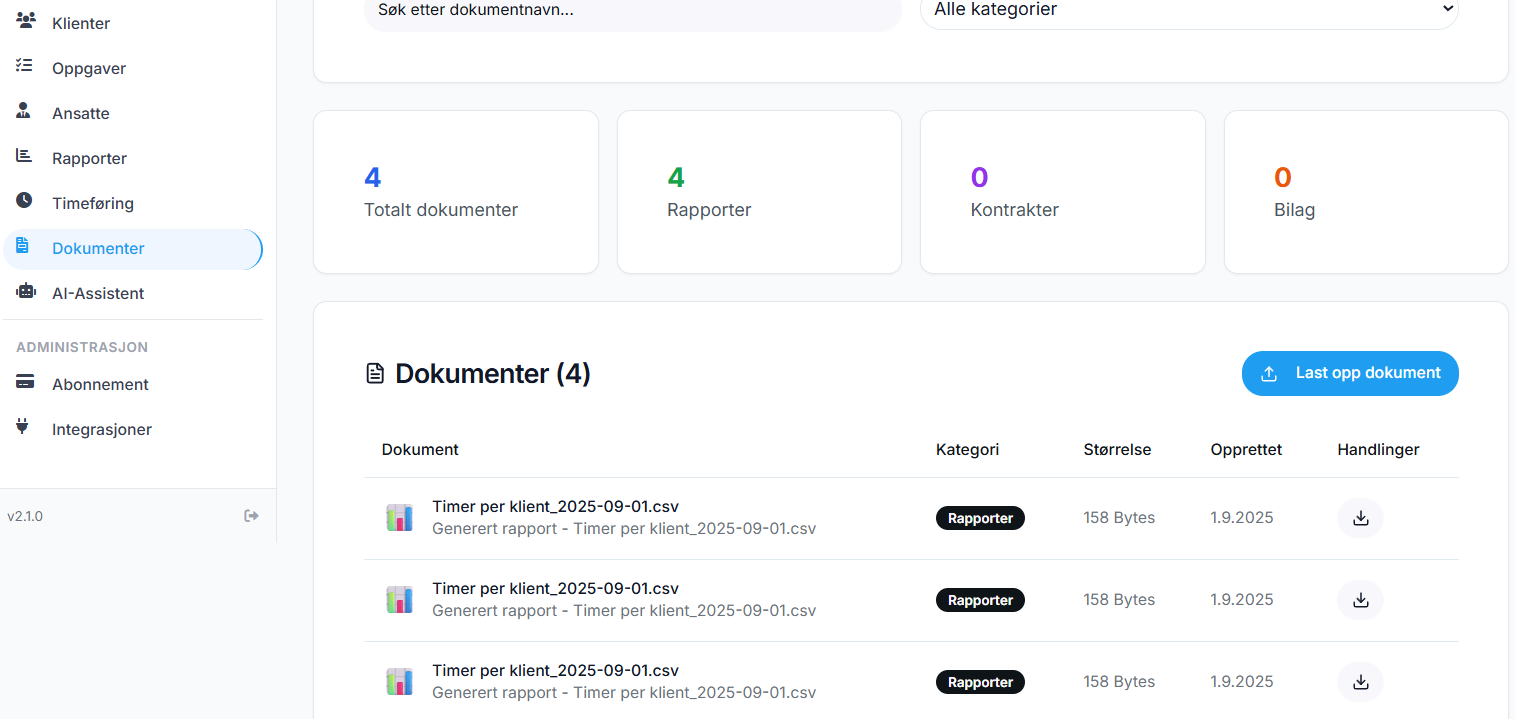 Klienter
Oppgaver
Ansatte
Rapporter
Timeføring
Dokumenter
AI-Assistent
ADMINISTRASJON
Abonnement
Integrasjoner
v2.1.0
Søk etter dokumentnavn...
Alle kategorier
4
Totalt dokumenter
4
Rapporter
0
Kontrakter
0
Bilag
Dokumenter (4)
Last opp dokument
Dokument Kategori Størrelse Opprettet Handlinger
Timer per klient_2025-09-01.csv
Generert rapport - Timer per klient_2025-09-01.csv
Rapporter 158 Bytes 1.9.2025
Timer per klient_2025-09-01.csv
Generert rapport - Timer per klient_2025-09-01.csv
Rapporter 158 Bytes 1.9.2025
Timer per klient_2025-09-01.csv
Generert rapport - Timer per klient_2025-09-01.csv
Rapporter 158 Bytes 1.9.2025